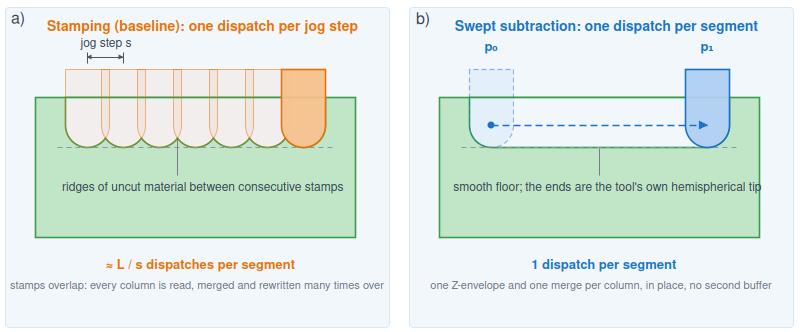 a)
Stamping (baseline): one dispatch per jog step
jog step s
ridges of uncut material between consecutive stamps
≈ L / s dispatches per segment
stamps overlap: every column is read, merged and rewritten many times over
b)
Swept subtraction: one dispatch per segment
p₀
p₁
smooth floor; the ends are the tool's own hemispherical tip
1 dispatch per segment
one Z-envelope and one merge per column, in place, no second buffer